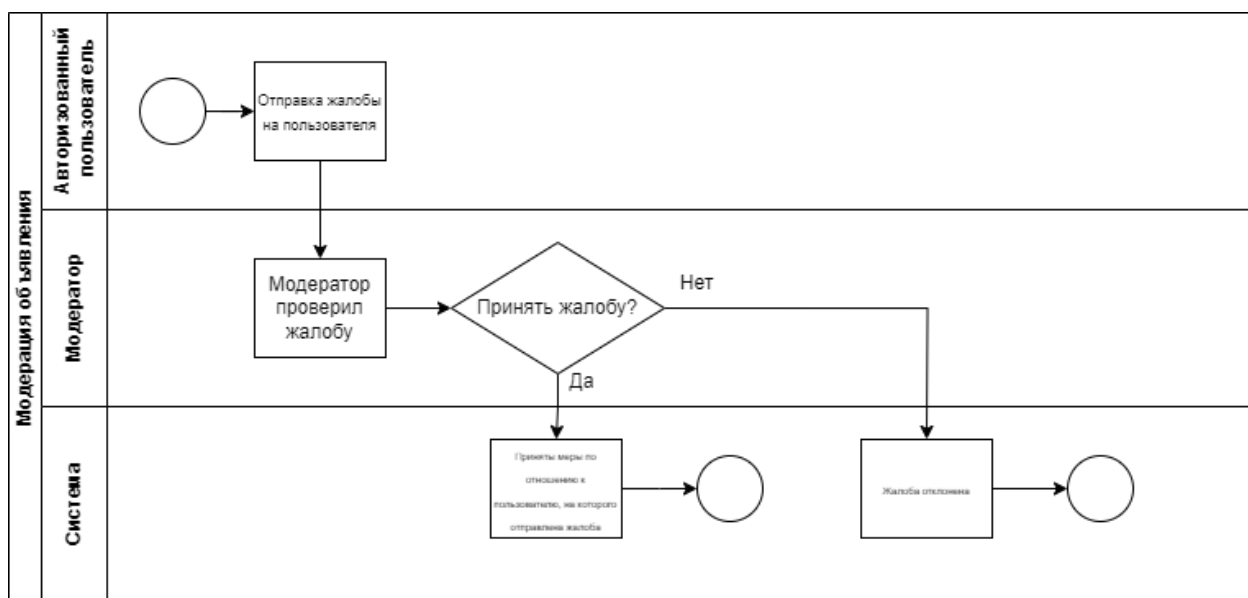 Модерация объявления
Авторизованный
пользователь
Отправка жалобы
на пользователя
Модератор
Модератор
проверил
жалобу
Принять жалобу?
Нет
Да
Система
Приняты меры по
отношению к
пользователю, на которого
отправлена жалоба
Жалоба отклонена